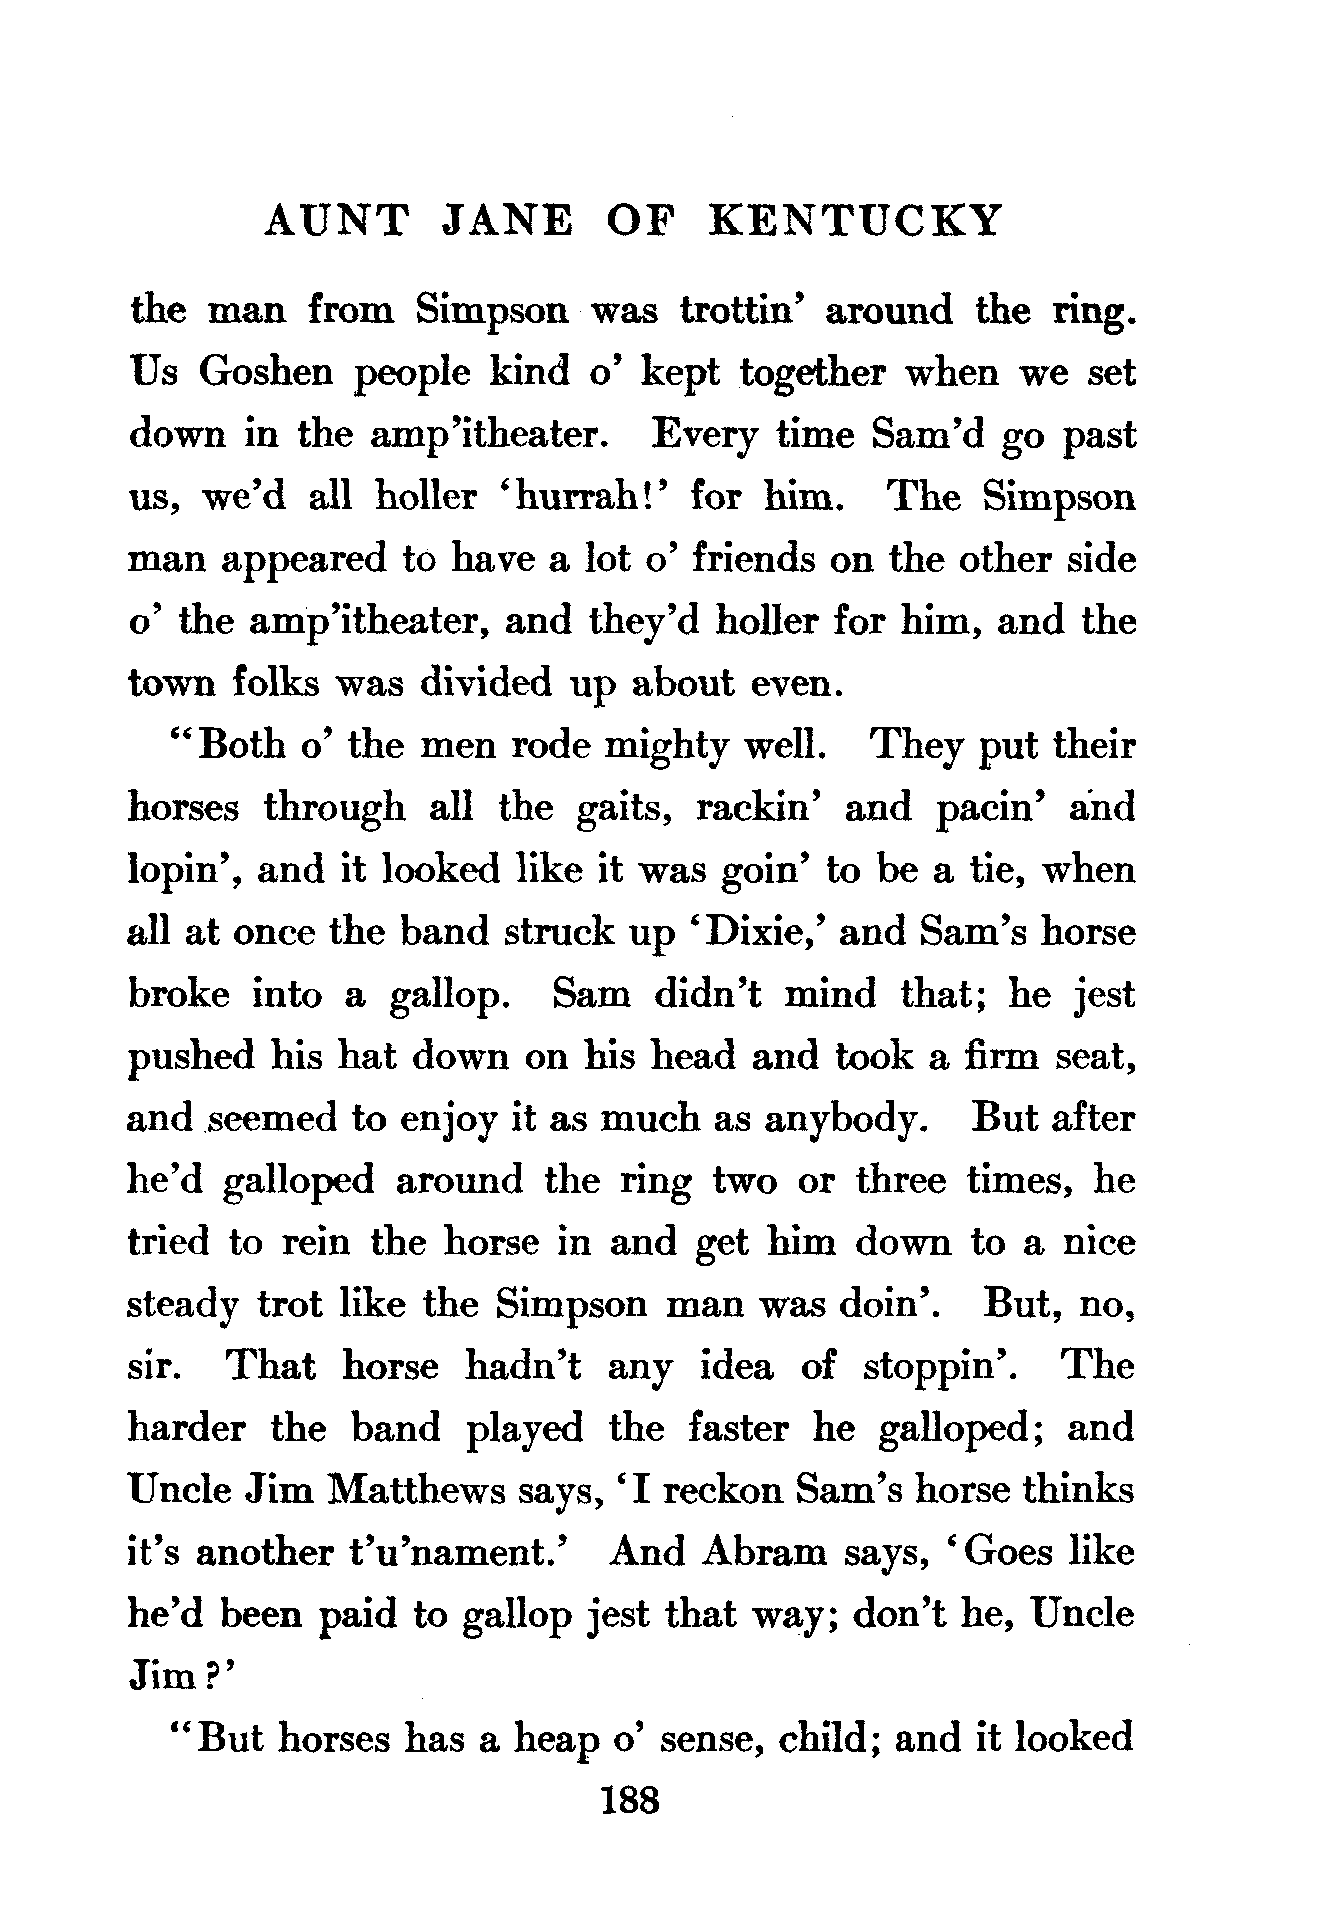 AUNT JANE OF KENTUCKY
the man from Simpson was trottin’ around the ring.
Us Goshen people kind o’ kept together when we set
down in the amp’itheater. Every time Sam’d go past
us, we’d all holler ‘hurrah!’ for him. The Simpson
man appeared to have a lot o’ friends on the other side
o’ the amp’itheater, and they’d holler for him, and the
town folks was divided up about even.
“Both o’ the men rode mighty well. They put their
horses through all the gaits, rackin’ and pacin’ and
lopin’, and it looked like it was goin’ to be a tie, when
all at once the band struck up ‘Dixie,’ and Sam’s horse
broke into a gallop. Sam didn’t mind that; he jest
pushed his hat down on his head and took a firm seat,
and seemed to enjoy it as much as anybody. But after
he’d galloped around the ring two or three times, he
tried to rein the horse in and get him down to a nice
steady trot like the Simpson man was doin’. But, no,
sir. That horse hadn’t any idea of stoppin’. The
harder the band played the faster he galloped; and
Uncle Jim Matthews says, ‘I reckon Sam’s horse thinks
it’s another t’u’nament.’ And Abram says, ‘Goes like
he’d been paid to gallop jest that way; don’t he, Uncle
Jim?’
“But horses has a heap o’ sense, child; and it looked
188